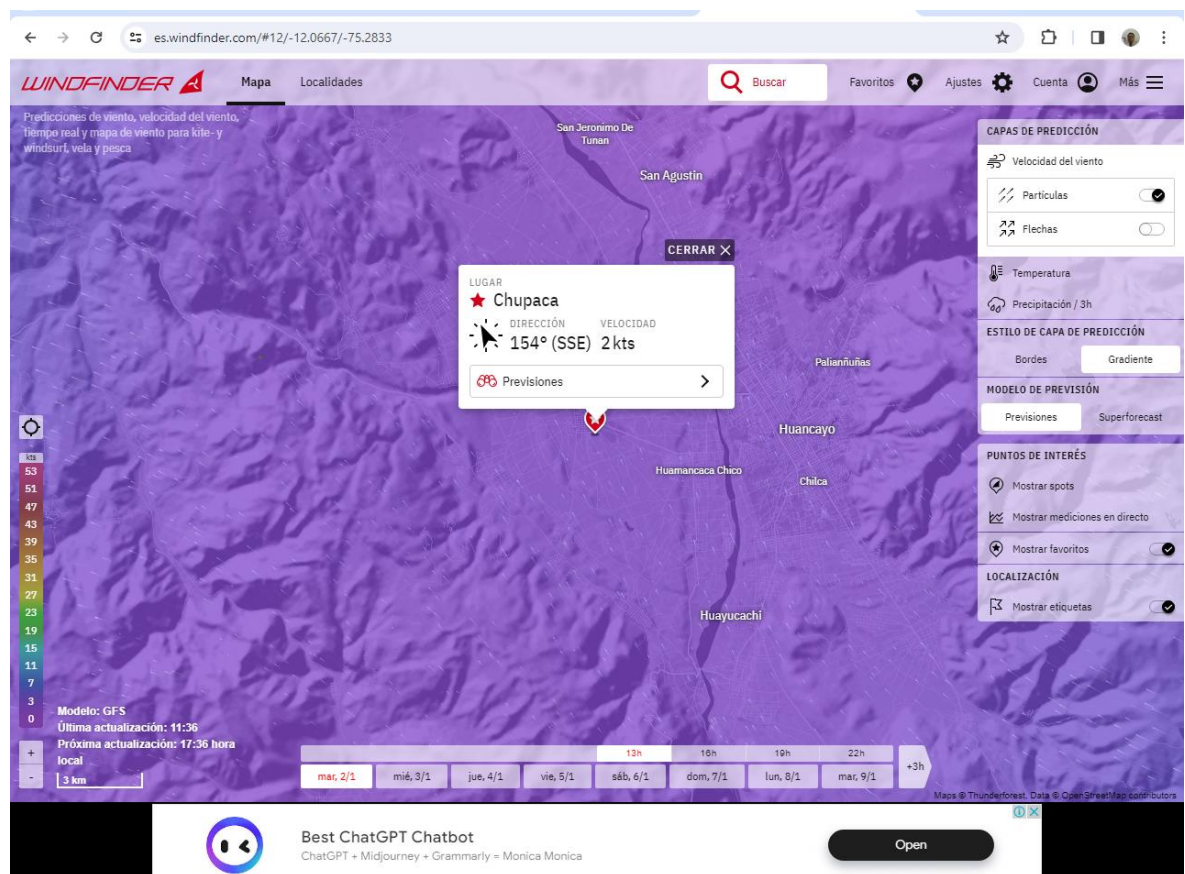 es.windfinder.com/#12/-12.0667/-75.2833
WINDFINDER
Mapa
Localidades
Buscar
Favoritos
Ajustes
Cuenta
Más
Predicciones de viento, velocidad del viento,
tiempo real y mapa de viento para kite- y
windsurf, vela y pesca
San Jeronimo De
Tunan
San Agustin
CERRAR
LUGAR
Chupaca
DIRECCIÓN VELOCIDAD
154° (SSE) 2 kts
Previsiones
Palianñuñas
Huancayo
Huamancaca Chico
Chilca
Huayucachi
CAPAS DE PREDICCIÓN
Velocidad del viento
Partículas
Flechas
Temperatura
Precipitación / 3h
ESTILO DE CAPA DE PREDICCIÓN
Bordes Gradiente
MODELO DE PREVISIÓN
Previsiones Superforecast
PUNTOS DE INTERÉS
Mostrar spots
Mostrar mediciones en directo
Mostrar favoritos
LOCALIZACIÓN
Mostrar etiquetas
kts
53
51
47
43
39
35
31
27
23
19
15
11
7
3
0
+
-
Modelo: GFS
Última actualización: 11:36
Próxima actualización: 17:36 hora
local
3 km
13h 16h 19h 22h
mar, 2/1 mié, 3/1 jue, 4/1 vie, 5/1 sáb, 6/1 dom, 7/1 lun, 8/1 mar, 9/1
+3h
Maps © Thunderforest, Data © OpenStreetMap contributors
Best ChatGPT Chatbot
ChatGPT + Midjourney + Grammarly = Monica Monica
Open